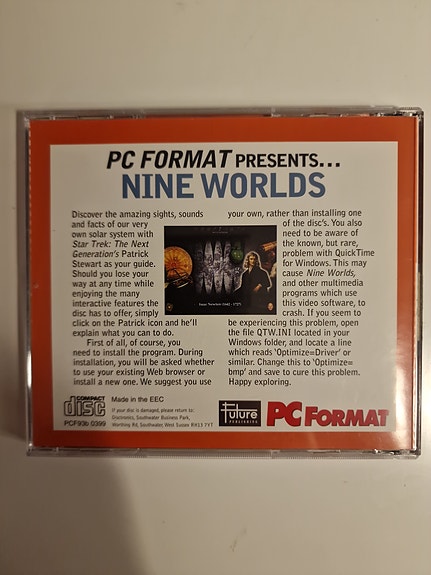 PC FORMAT PRESENTS...
NINE WORLDS
Discover the amazing sights, sounds
and facts of our very
own solar system with
Star Trek: The Next
Generation's Patrick
Stewart as your guide.
Should you lose your
way at any time while
enjoying the many
interactive features the
disc has to offer, simply
click on the Patrick icon and he'll
explain what you can to do.
First of all, of course, you
need to install the program. During
installation, you will be asked whether
to use your existing Web browser or
install a new one. We suggest you use
your own, rather than installing one
of the disc's. You also
need to be aware of
the known, but rare,
problem with QuickTime
for Windows. This may
cause Nine Worlds,
and other multimedia
programs which use
this video software, to
crash. If you seem to
be experiencing this problem, open
the file QTW.INI located in your
Windows folder, and locate a line
which reads 'Optimize=Driver' or
similar. Change this to 'Optimize=
bmp' and save to cure this problem.
Happy exploring.
Isaac Newton (1642 - 1727)
COMPACT
disc
PCF93b 0399
Made in the EEC
If your disc is damaged, please return to:
Disctronics, Southwater Business Park,
Worthing Rd, Southwales West Sussex RH13 7YT
Future
PUBLISHING
PC FORMAT